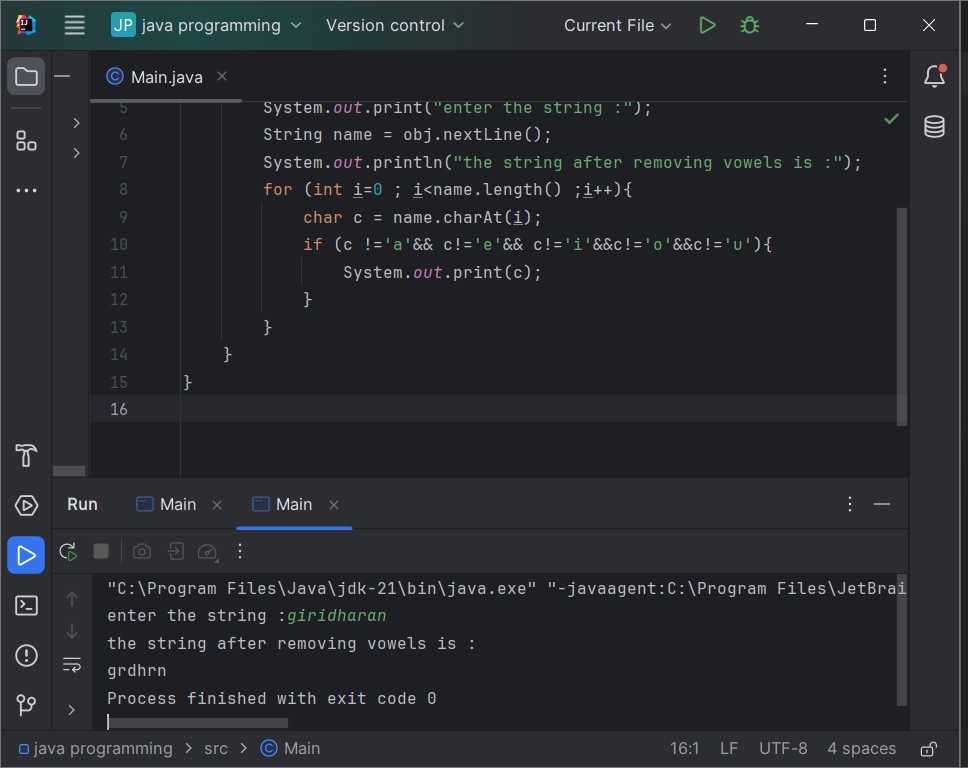 JP java programming Version control Current File
Main.java
5 System.out.print("enter the string :");
6 String name = obj.nextLine();
7 System.out.println("the string after removing vowels is :");
8 for (int i=0 ; i<name.length() ;i++){
9 char c = name.charAt(i);
10 if (c !='a'&& c!='e'&& c!='i'&&c!='o'&&c!='u'){
11 System.out.print(c);
12 }
13 }
14 }
15 }
16
Run Main Main
"C:\Program Files\Java\jdk-21\bin\java.exe" "-javaagent:C:\Program Files\JetBrai
enter the string :giridharan
the string after removing vowels is :
grdhrn
Process finished with exit code 0
java programming > src > Main 16:1 LF UTF-8 4 spaces